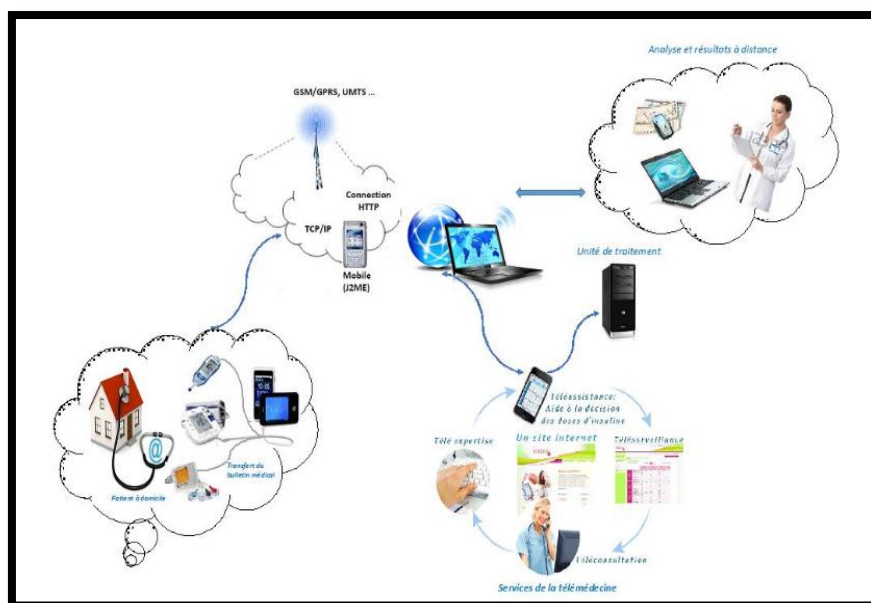 Analyse et résultats à distance
GSM/GPRS, UMTS ...
Connection
HTTP
TCP/IP
Mobile
(J2ME)
Unité de traitement
@
Patient à domicile
Transfert du
bulletin médical
Téléassistance:
Aide à la décision
des doses d'insuline
Télé expertise
Un site internet
Télésurveillance
Téléconsultation
Services de la télémédecine